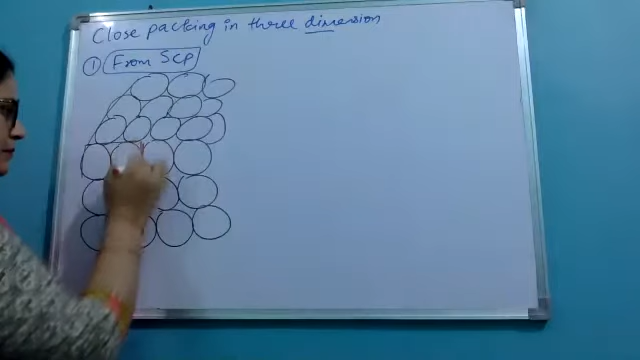 Close packing in three dimension
① From SCP